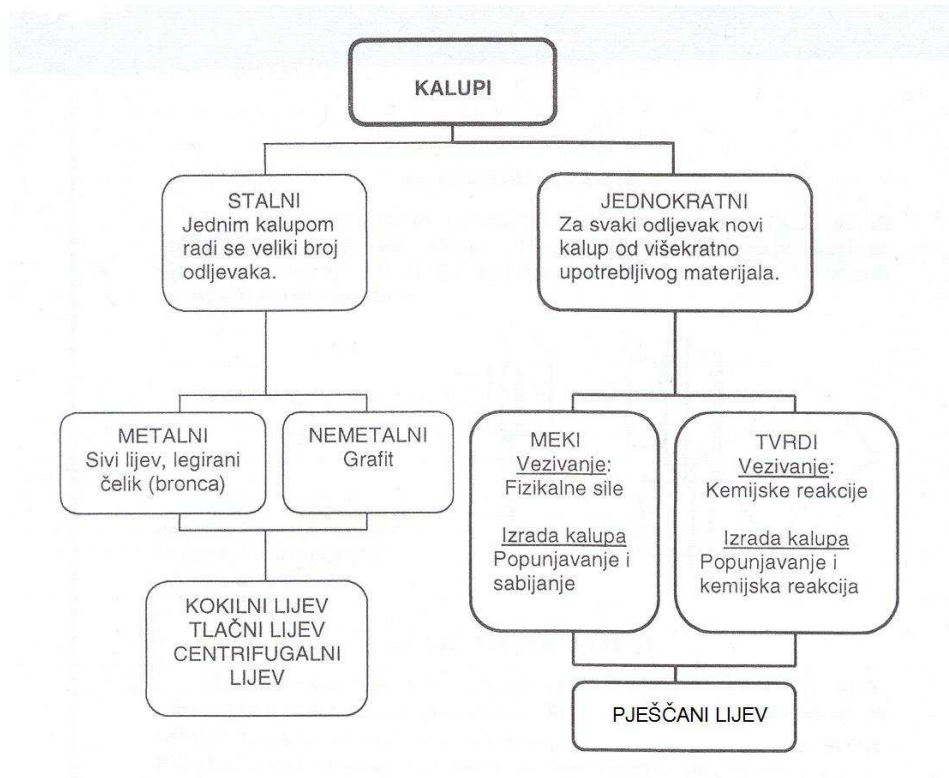 KALUPI
STALNI
Jednim kalupom
radi se veliki broj
odljevaka.
JEDNOKRATNI
Za svaki odljevak novi
kalup od višekratno
upotrebljivog materijala.
METALNI
Sivi lijev, legirani
čelik (bronca)
NEMETALNI
Grafit
MEKI
Vezivanje:
Fizikalne sile
Izrada kalupa
Popunjavanje i
sabijanje
TVRDI
Vezivanje:
Kemijske reakcije
Izrada kalupa
Popunjavanje i
kemijska reakcija
KOKILNI LIJEV
TLAČNI LIJEV
CENTRIFUGALNI
LIJEV
PJEŠČANI LIJEV